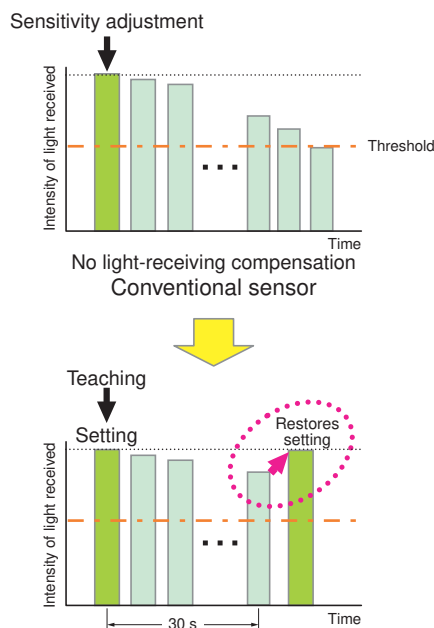 Sensitivity adjustment
Intensity of light received
Threshold
Time
No light-receiving compensation
Conventional sensor
Teaching
Setting
Restores
setting
Intensity of light received
Time
30 s